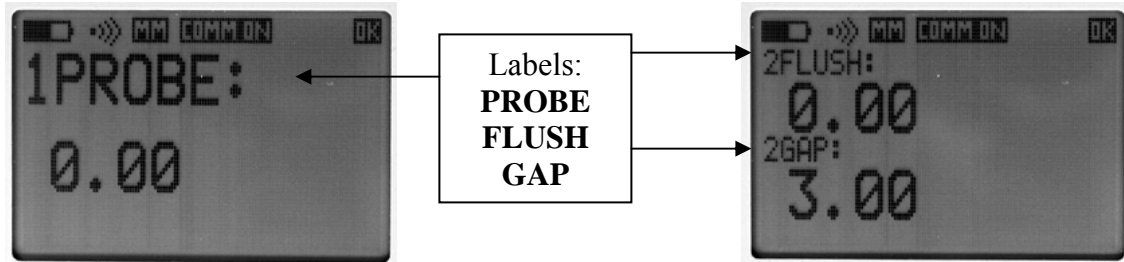 MM COMM ON OK
1PROBE:
0.00
Labels:
PROBE
FLUSH
GAP
MM COMM ON OK
2FLUSH:
0.00
2GAP:
3.00